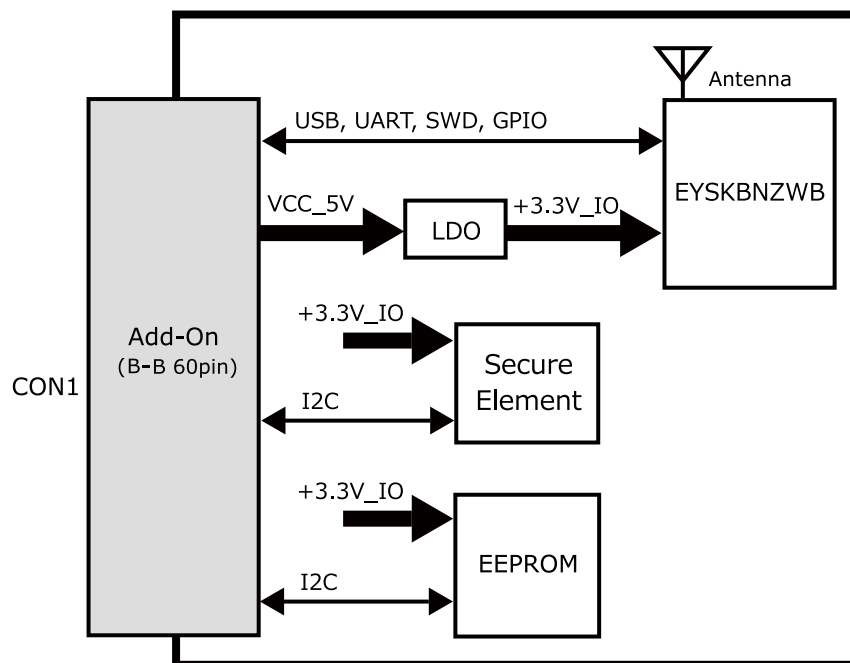 Antenna
USB, UART, SWD, GPIO
EYSKBNZWB
VCC_5V
LDO
+3.3V_IO
Add-On
(B-B 60pin)
CON1
+3.3V_IO
Secure
Element
I2C
+3.3V_IO
EEPROM
I2C